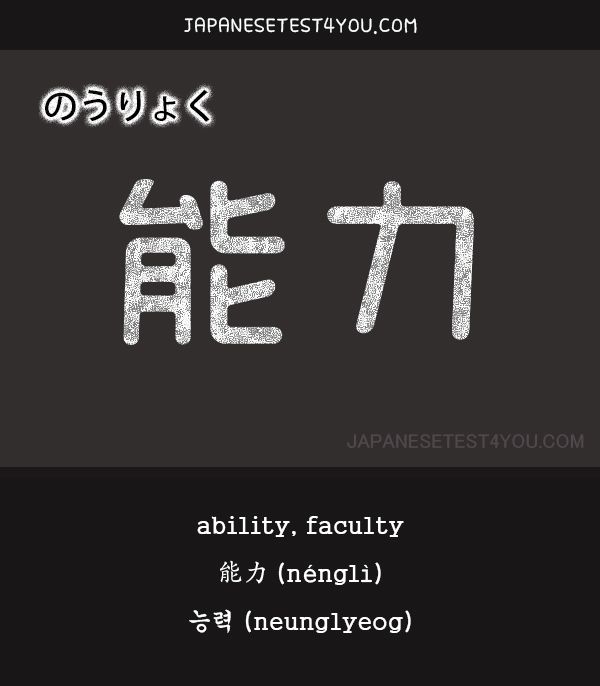 JAPANESETEST4YOU.COM
のうりょく
能力
JAPANESETEST4YOU.COM
ability, faculty
能力 (nénglì)
능력 (neunglyeog)